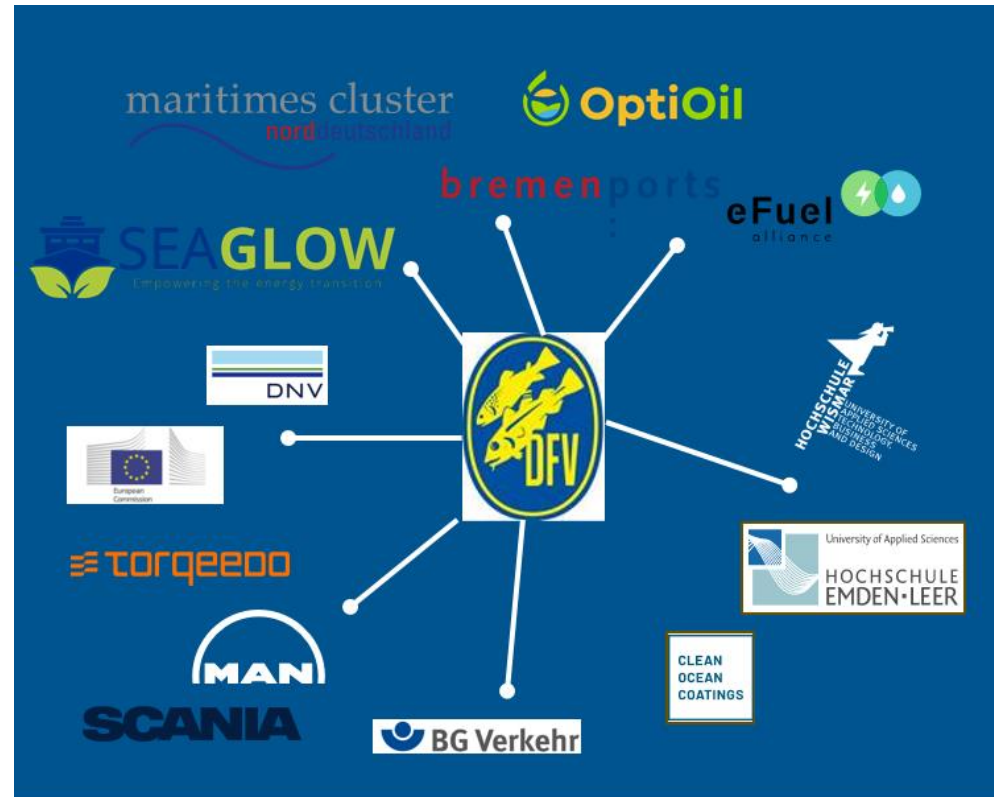 maritimes cluster
norddeutschland
OptiOil
bremenports
eFuel
alliance
SEAGLOW
Empowering the energy transition
DNV
HOCHSCHULE
WISMAR
UNIVERSITY OF
APPLIED SCIENCES
TECHNOLOGY,
BUSINESS
AND DESIGN
DFV
European
Commission
University of Applied Sciences
HOCHSCHULE
EMDEN•LEER
TORQEEDO
MAN
CLEAN
OCEAN
COATINGS
SCANIA
BG Verkehr